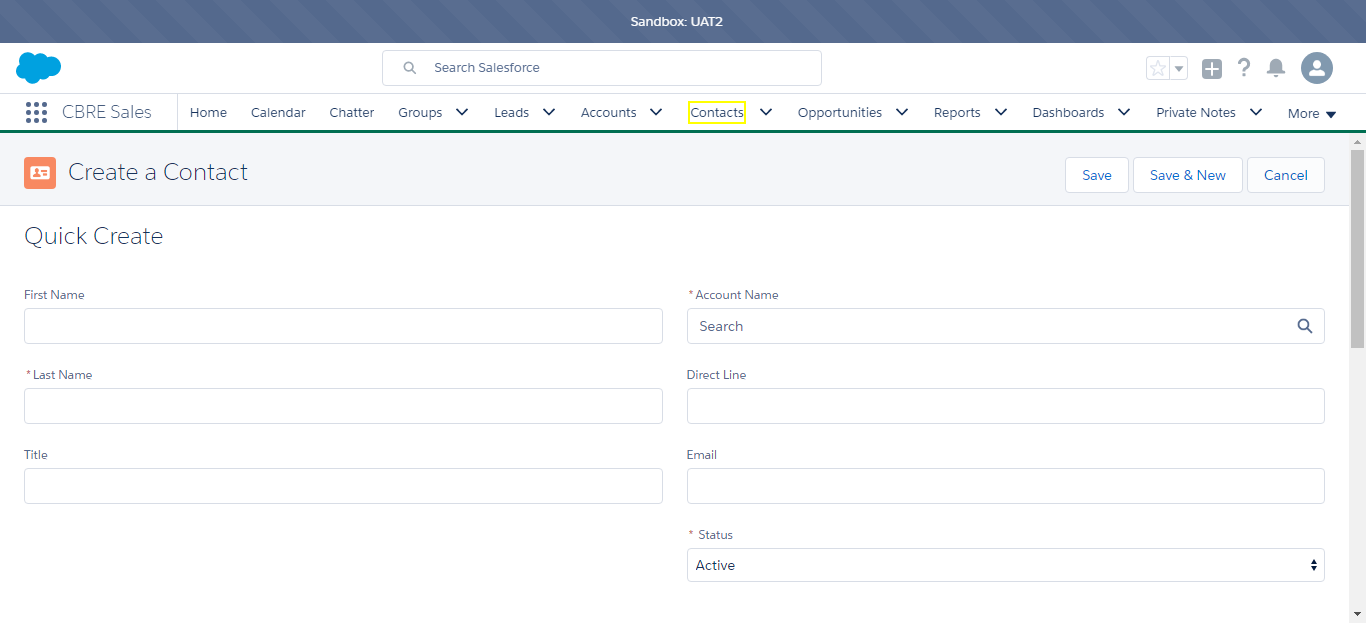 Sandbox: UAT2
Search Salesforce
CBRE Sales Home Calendar Chatter Groups Leads Accounts Contacts Opportunities Reports Dashboards Private Notes More
Create a Contact Save Save & New Cancel
Quick Create
First Name *Account Name
Search
*Last Name Direct Line
Title Email
* Status
Active